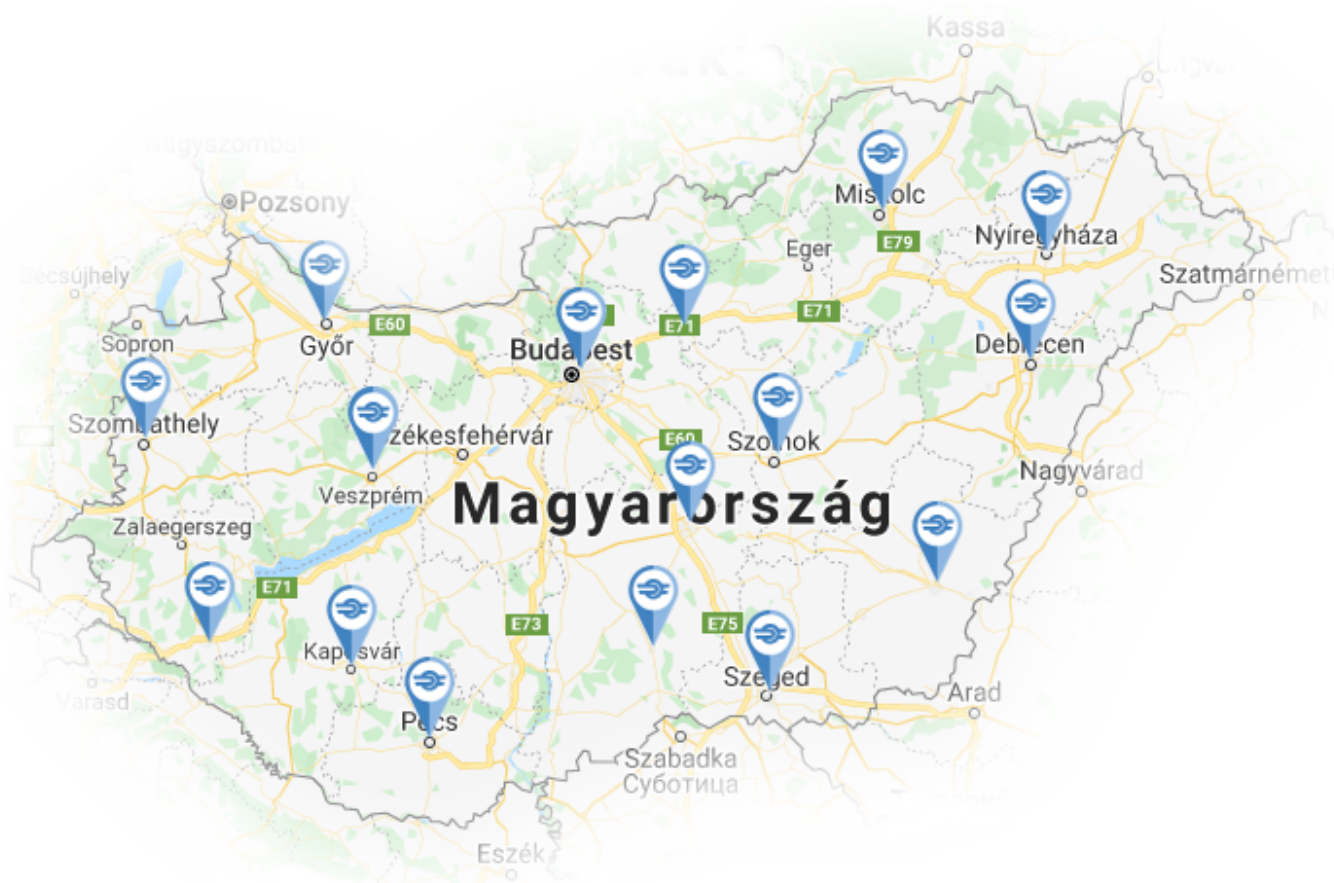 Kassa
Nagyszombat
Pozsony
Miskolc
E79
Nyíregyháza
Eger
Bécsújhely
Szatmárnémeti
Sopron
Győr
E60
E71
E71
Budapest
Debrecen
Szombathely
Székesfehérvár
E60
Szolnok
Veszprém
Nagyvárad
Magyarország
Zalaegerszeg
E71
E73
E75
Kaposvár
Szeged
Varasd
Arad
Pécs
Szabadka
Суботица
Eszék